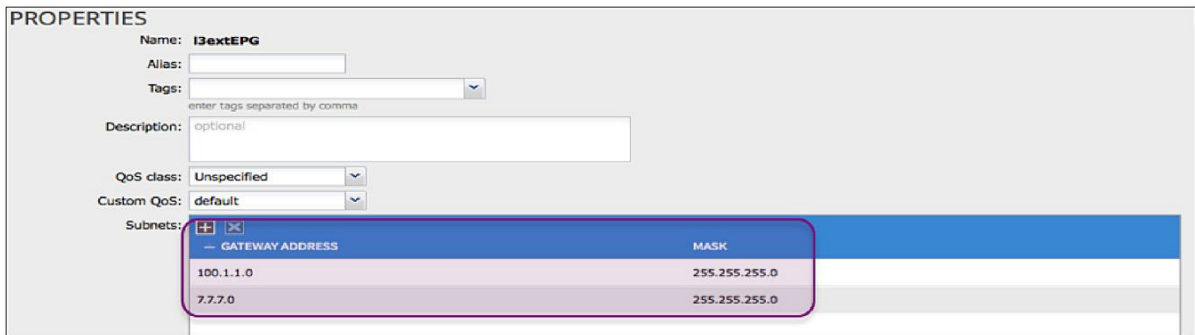 PROPERTIES
Name: l3extEPG
Alias:
Tags:
enter tags separated by comma
Description: optional
QoS class: Unspecified
Custom QoS: default
Subnets:
— GATEWAY ADDRESS MASK
100.1.1.0 255.255.255.0
7.7.7.0 255.255.255.0